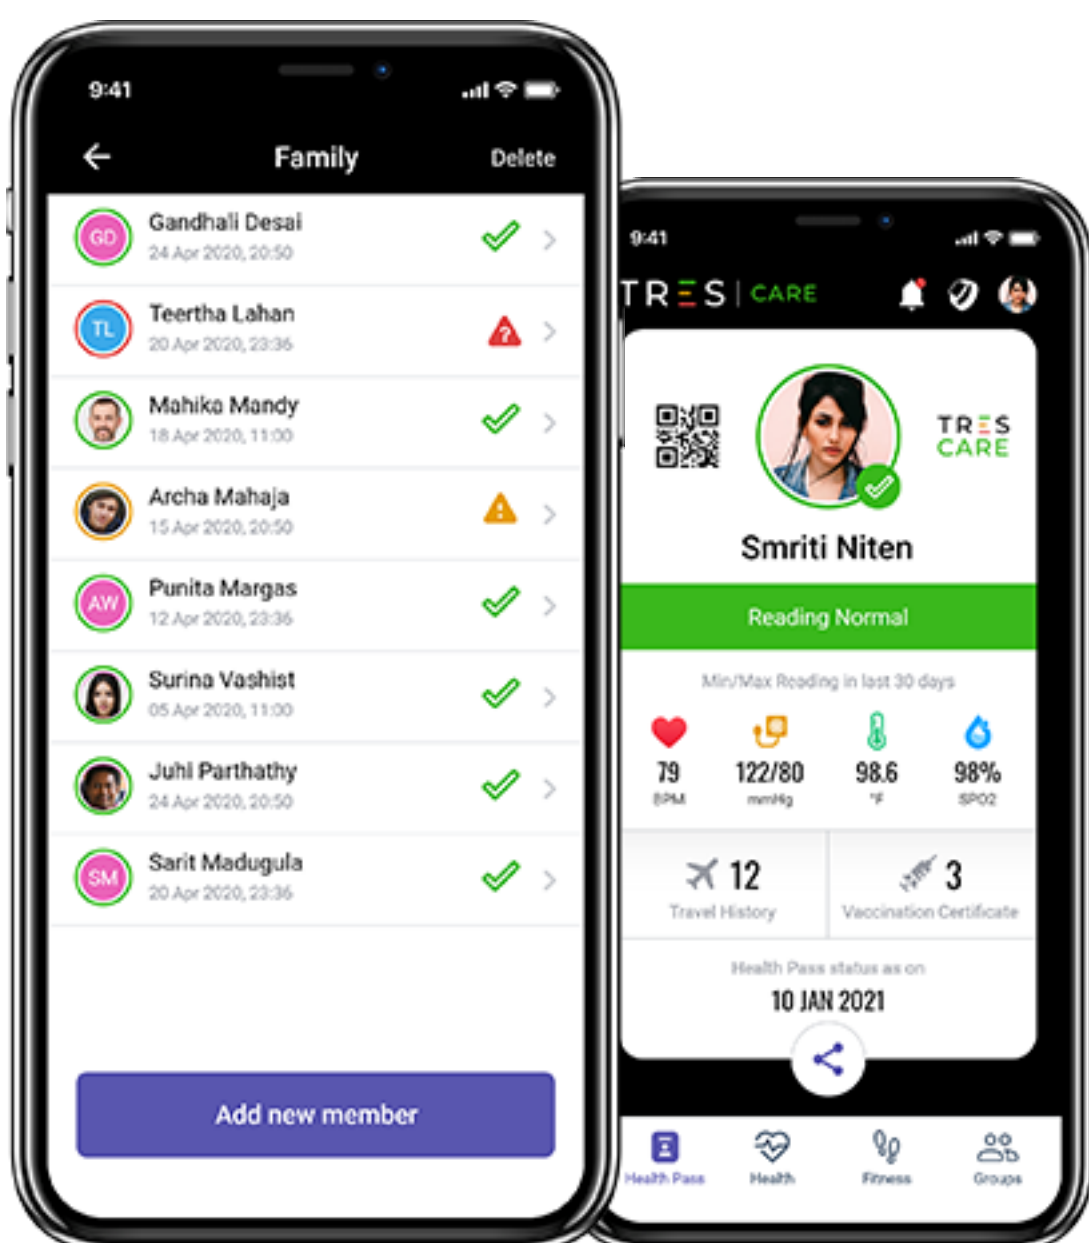 9:41
Family
Delete
GD
Gandhali Desai
24 Apr 2020, 20:50
TL
Teertha Lahan
20 Apr 2020, 23:36
Mahika Mandy
18 Apr 2020, 11:00
Archa Mahaja
15 Apr 2020, 20:50
AW
Punita Margas
12 Apr 2020, 23:36
Surina Vashist
05 Apr 2020, 11:00
Juhi Parthathy
24 Apr 2020, 20:50
SM
Sarit Madugula
20 Apr 2020, 23:36
Add new member
9:41
TRES | CARE
TRES
CARE
Smriti Niten
Reading Normal
Min/Max Reading in last 30 days
79 122/80 98.6 98%
BPM mmHg °F SPO2
12 3
Travel History Vaccination Certificate
Health Pass status as on
10 JAN 2021
Health Pass Health Fitness Groups